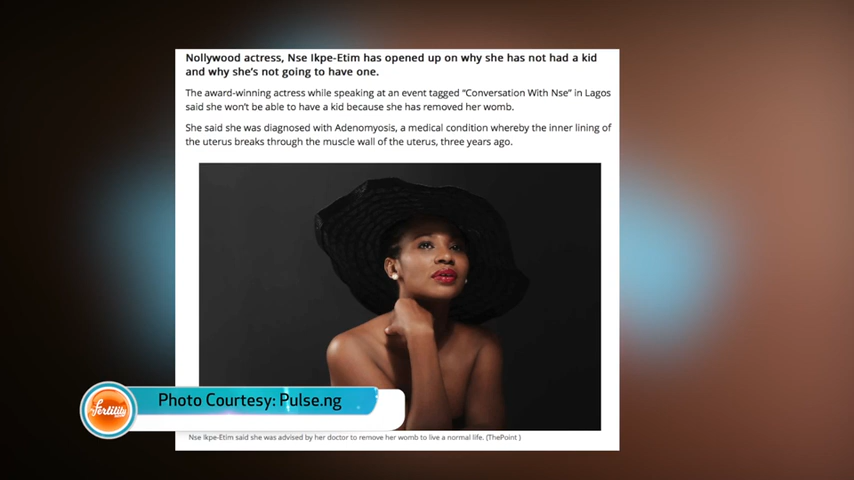 Nollywood actress, Nse Ikpe-Etim has opened up on why she has not had a kid
and why she's not going to have one.
The award-winning actress while speaking at an event tagged "Conversation With Nse" in Lagos
said she won't be able to have a kid because she has removed her womb.
She said she was diagnosed with Adenomyosis, a medical condition whereby the inner lining of
the uterus breaks through the muscle wall of the uterus, three years ago.
Photo Courtesy: Pulse.ng
Fertility
Nse Ikpe-Etim said she was advised by her doctor to remove her womb to live a normal life. (ThePoint )